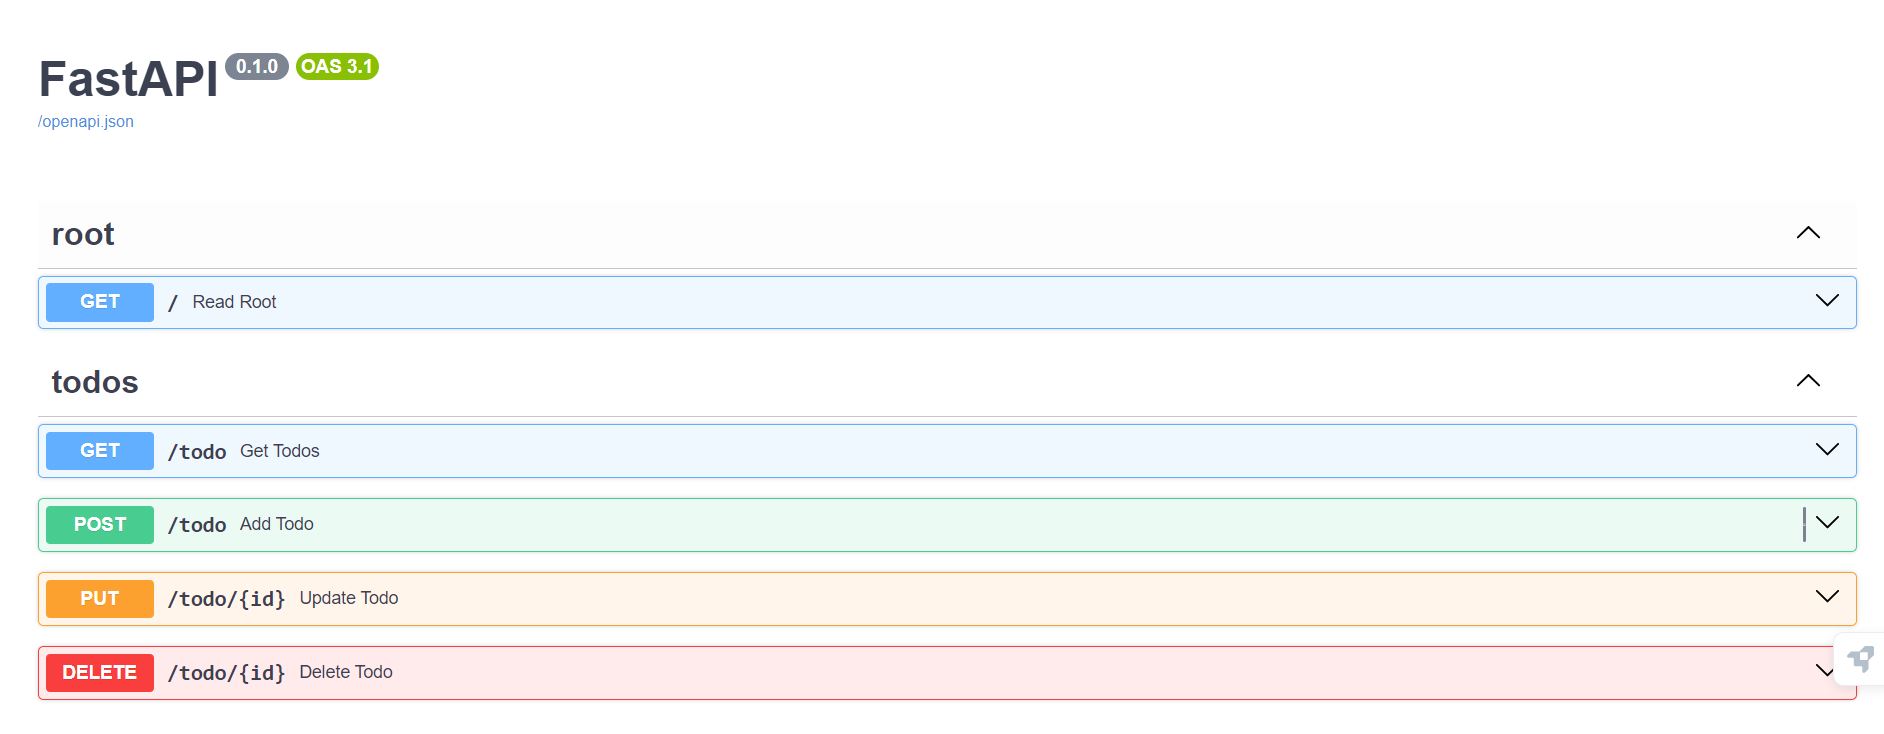 FastAPI 0.1.0 OAS 3.1
/openapi.json
root
GET / Read Root
todos
GET /todo Get Todos
POST /todo Add Todo
PUT /todo/{id} Update Todo
DELETE /todo/{id} Delete Todo